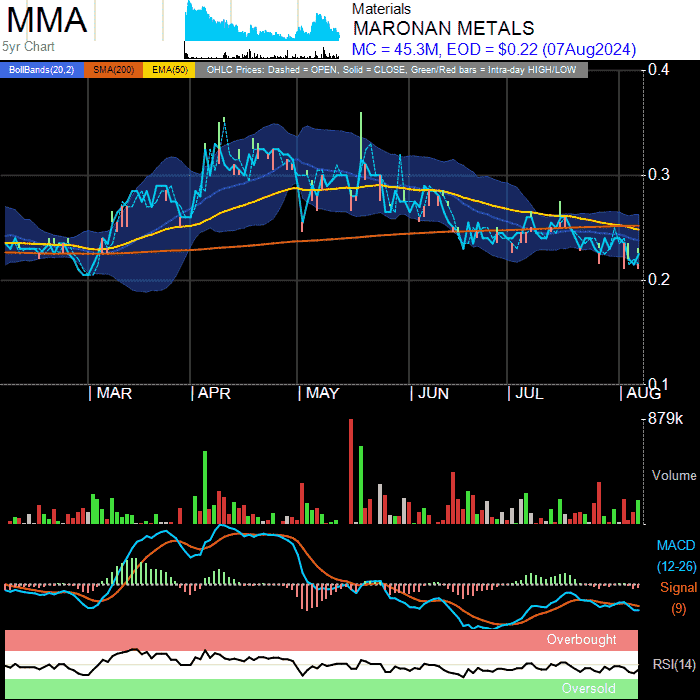 MMA
5yr Chart
Materials
MARONAN METALS
MC = 45.3M, EOD = $0.22 (07Aug2024)
BollBands(20,2) SMA(200) EMA(50) OHLC Prices: Dashed = OPEN, Solid = CLOSE, Green/Red bars = Intra-day HIGH/LOW
0.4
0.3
0.2
0.1
MAR APR MAY JUN JUL AUG
879k
Volume
MACD
(12-26)
Signal
(9)
Overbought
RSI(14)
Oversold